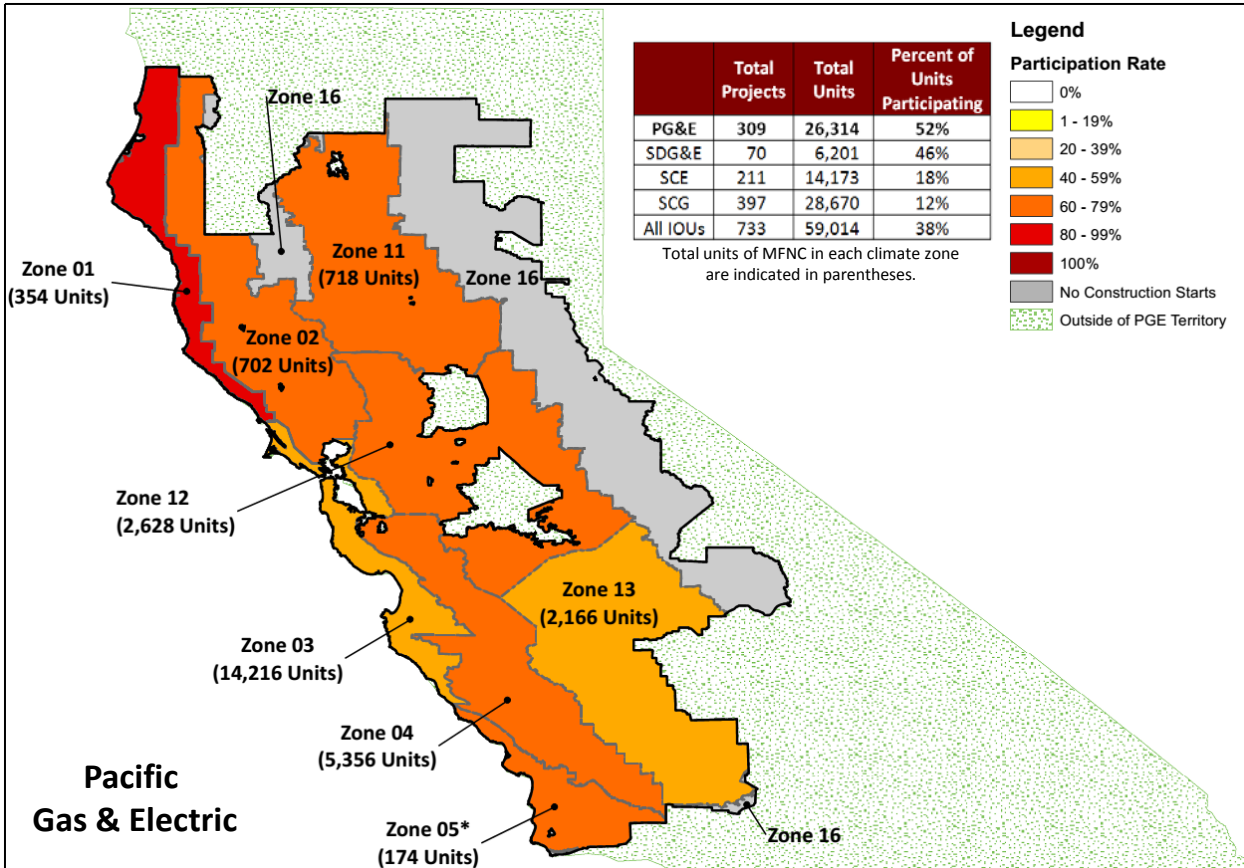 Total Projects Total Units Percent of Units Participating
PG&E 309 26,314 52%
SDG&E 70 6,201 46%
SCE 211 14,173 18%
SCG 397 28,670 12%
All IOUs 733 59,014 38%
Total units of MFNC in each climate zone
are indicated in parentheses.
Legend
Participation Rate
0%
1 - 19%
20 - 39%
40 - 59%
60 - 79%
80 - 99%
100%
No Construction Starts
Outside of PGE Territory
Zone 16
Zone 11
(718 Units)
Zone 16
Zone 01
(354 Units)
Zone 02
(702 Units)
Zone 12
(2,628 Units)
Zone 13
(2,166 Units)
Zone 03
(14,216 Units)
Zone 04
(5,356 Units)
Zone 05*
(174 Units)
Zone 16
Pacific
Gas & Electric